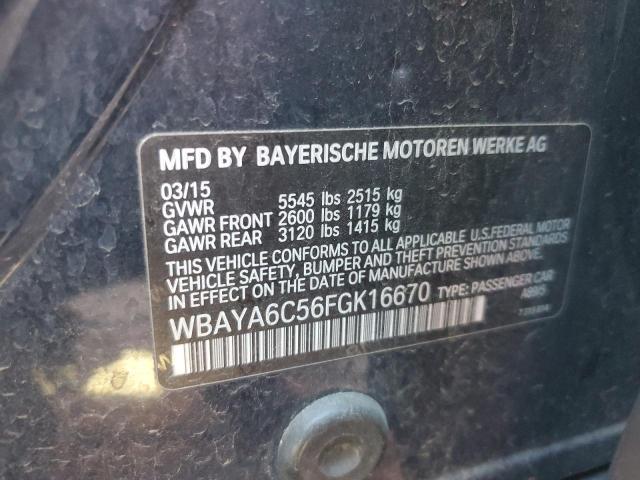 MFD BY BAYERISCHE MOTOREN WERKE AG
03/15
GVWR 5545 lbs 2515 kg
GAWR FRONT 2600 lbs 1179 kg
GAWR REAR 3120 lbs 1415 kg
THIS VEHICLE CONFORMS TO ALL APPLICABLE U.S.FEDERAL MOTOR
VEHICLE SAFETY, BUMPER AND THEFT PREVENTION STANDARDS
IN EFFECT ON THE DATE OF MANUFACTURE SHOWN ABOVE.
WBAYA6C56FGK16670 TYPE: PASSENGER CAR